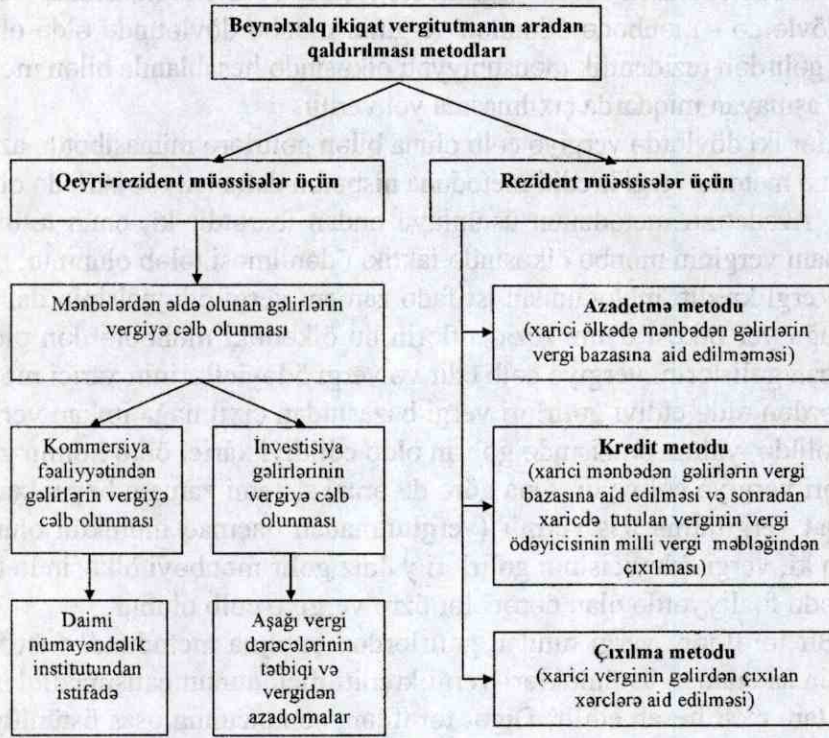 Beynəlxalq ikiqat vergitutmanın aradan
qaldırılması metodları
Qeyri-rezident müəssisələr üçün
Rezident müəssisələr üçün
Mənbələrdən əldə olunan gəlirlərin
vergiyə cəlb olunması
Kommersiya
fəaliyyətindən
gəlirlərin vergiyə
cəlb olunması
İnvestisiya
gəlirlərinin
vergiyə cəlb
olunması
Daimi
nümayəndəlik
institutundan
istifadə
Aşağı vergi
dərəcələrinin
tətbiqi və
vergidən
azadolmalar
Azadetmə metodu
(xarici ölkədə mənbədən gəlirlərin
vergi bazasına aid edilməməsi)
Kredit metodu
(xarici mənbədən gəlirlərin vergi
bazasına aid edilməsi və sonradan
xaricdə tutulan verginin vergi
ödəyicisinin milli vergi məbləğindən
çıxılması)
Çıxılma metodu
(xarici verginin gəlirdən çıxılan
xərclərə aid edilməsi)